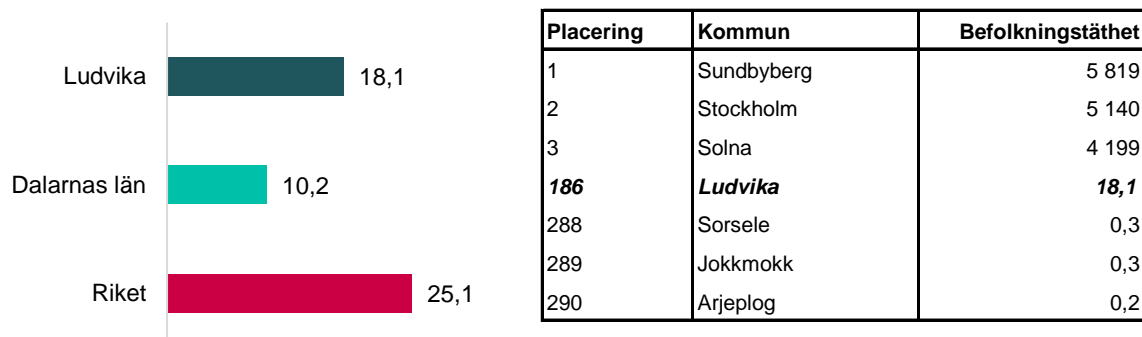 Ludvika 18,1
Dalarnas län 10,2
Riket 25,1
Placering Kommun Befolkningstäthet
1 Sundbyberg 5 819
2 Stockholm 5 140
3 Solna 4 199
186 Ludvika 18,1
288 Sorsele 0,3
289 Jokkmokk 0,3
290 Arjeplog 0,2